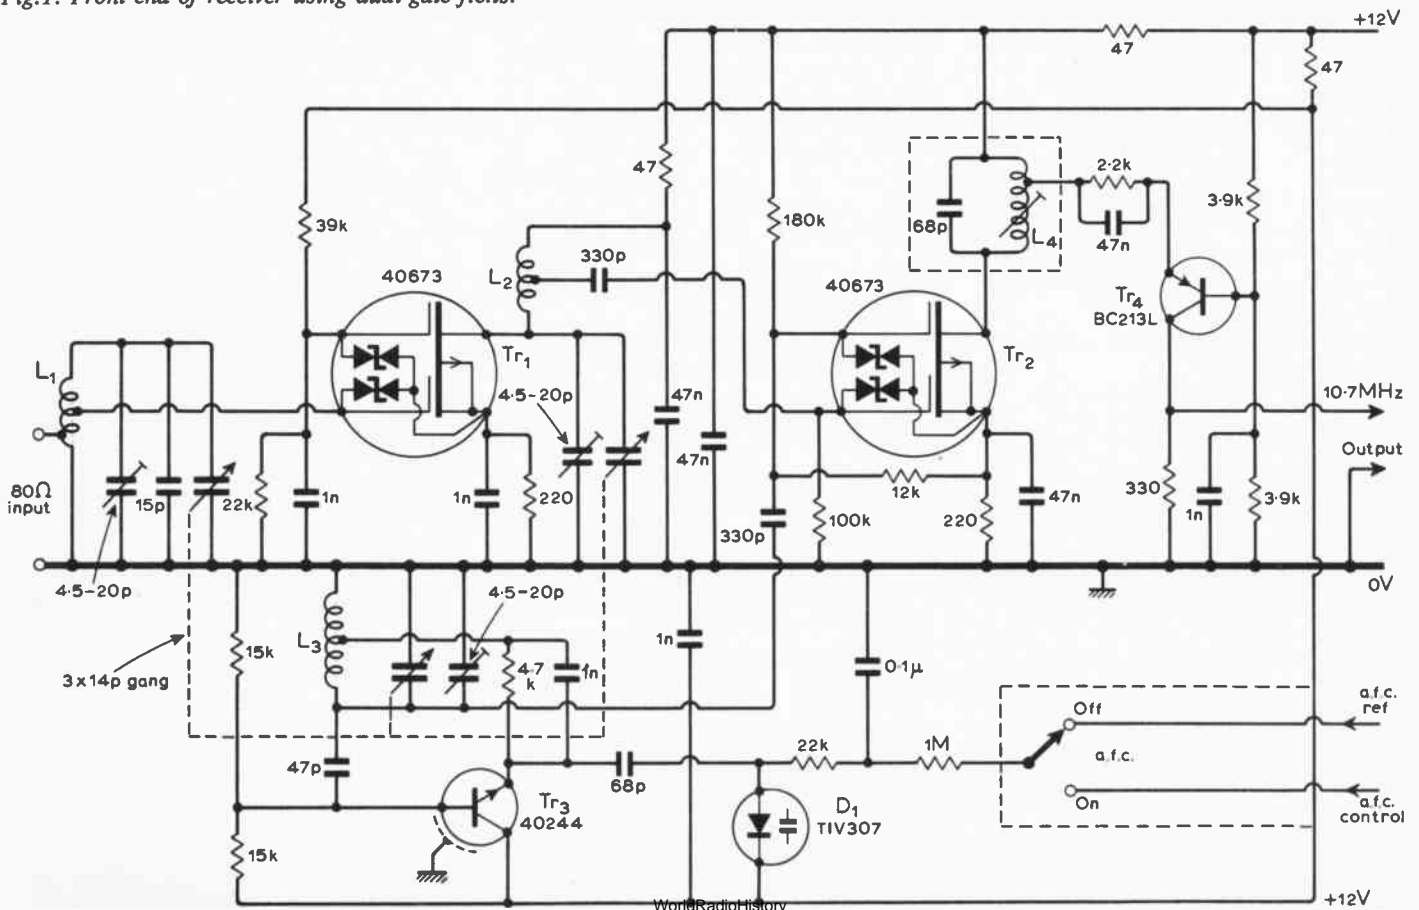 Fig.1. Front end of receiver using dual gate f.e.ts.
+12V
47
47
47
39k
L1
40673
L2
330p
Tr1
4·5–20p
180k
40673
Tr2
68p
L4
2·2k
47n
3·9k
Tr4
BC213L
10·7MHz
Output
80Ω
input
15p
22k
1n
1n
220
47n
47n
330p
100k
12k
220
47n
330
1n
3·9k
4·5–20p
0V
15k
L3
4·5–20p
4·7
k
1n
1n
0·1μ
3 x 14p gang
47p
68p
22k
1M
Off
a.f.c.
On
a.f.c.
ref
a.f.c.
control
Tr3
40244
D1
TIV307
15k
+12V
WorldRadioHistory